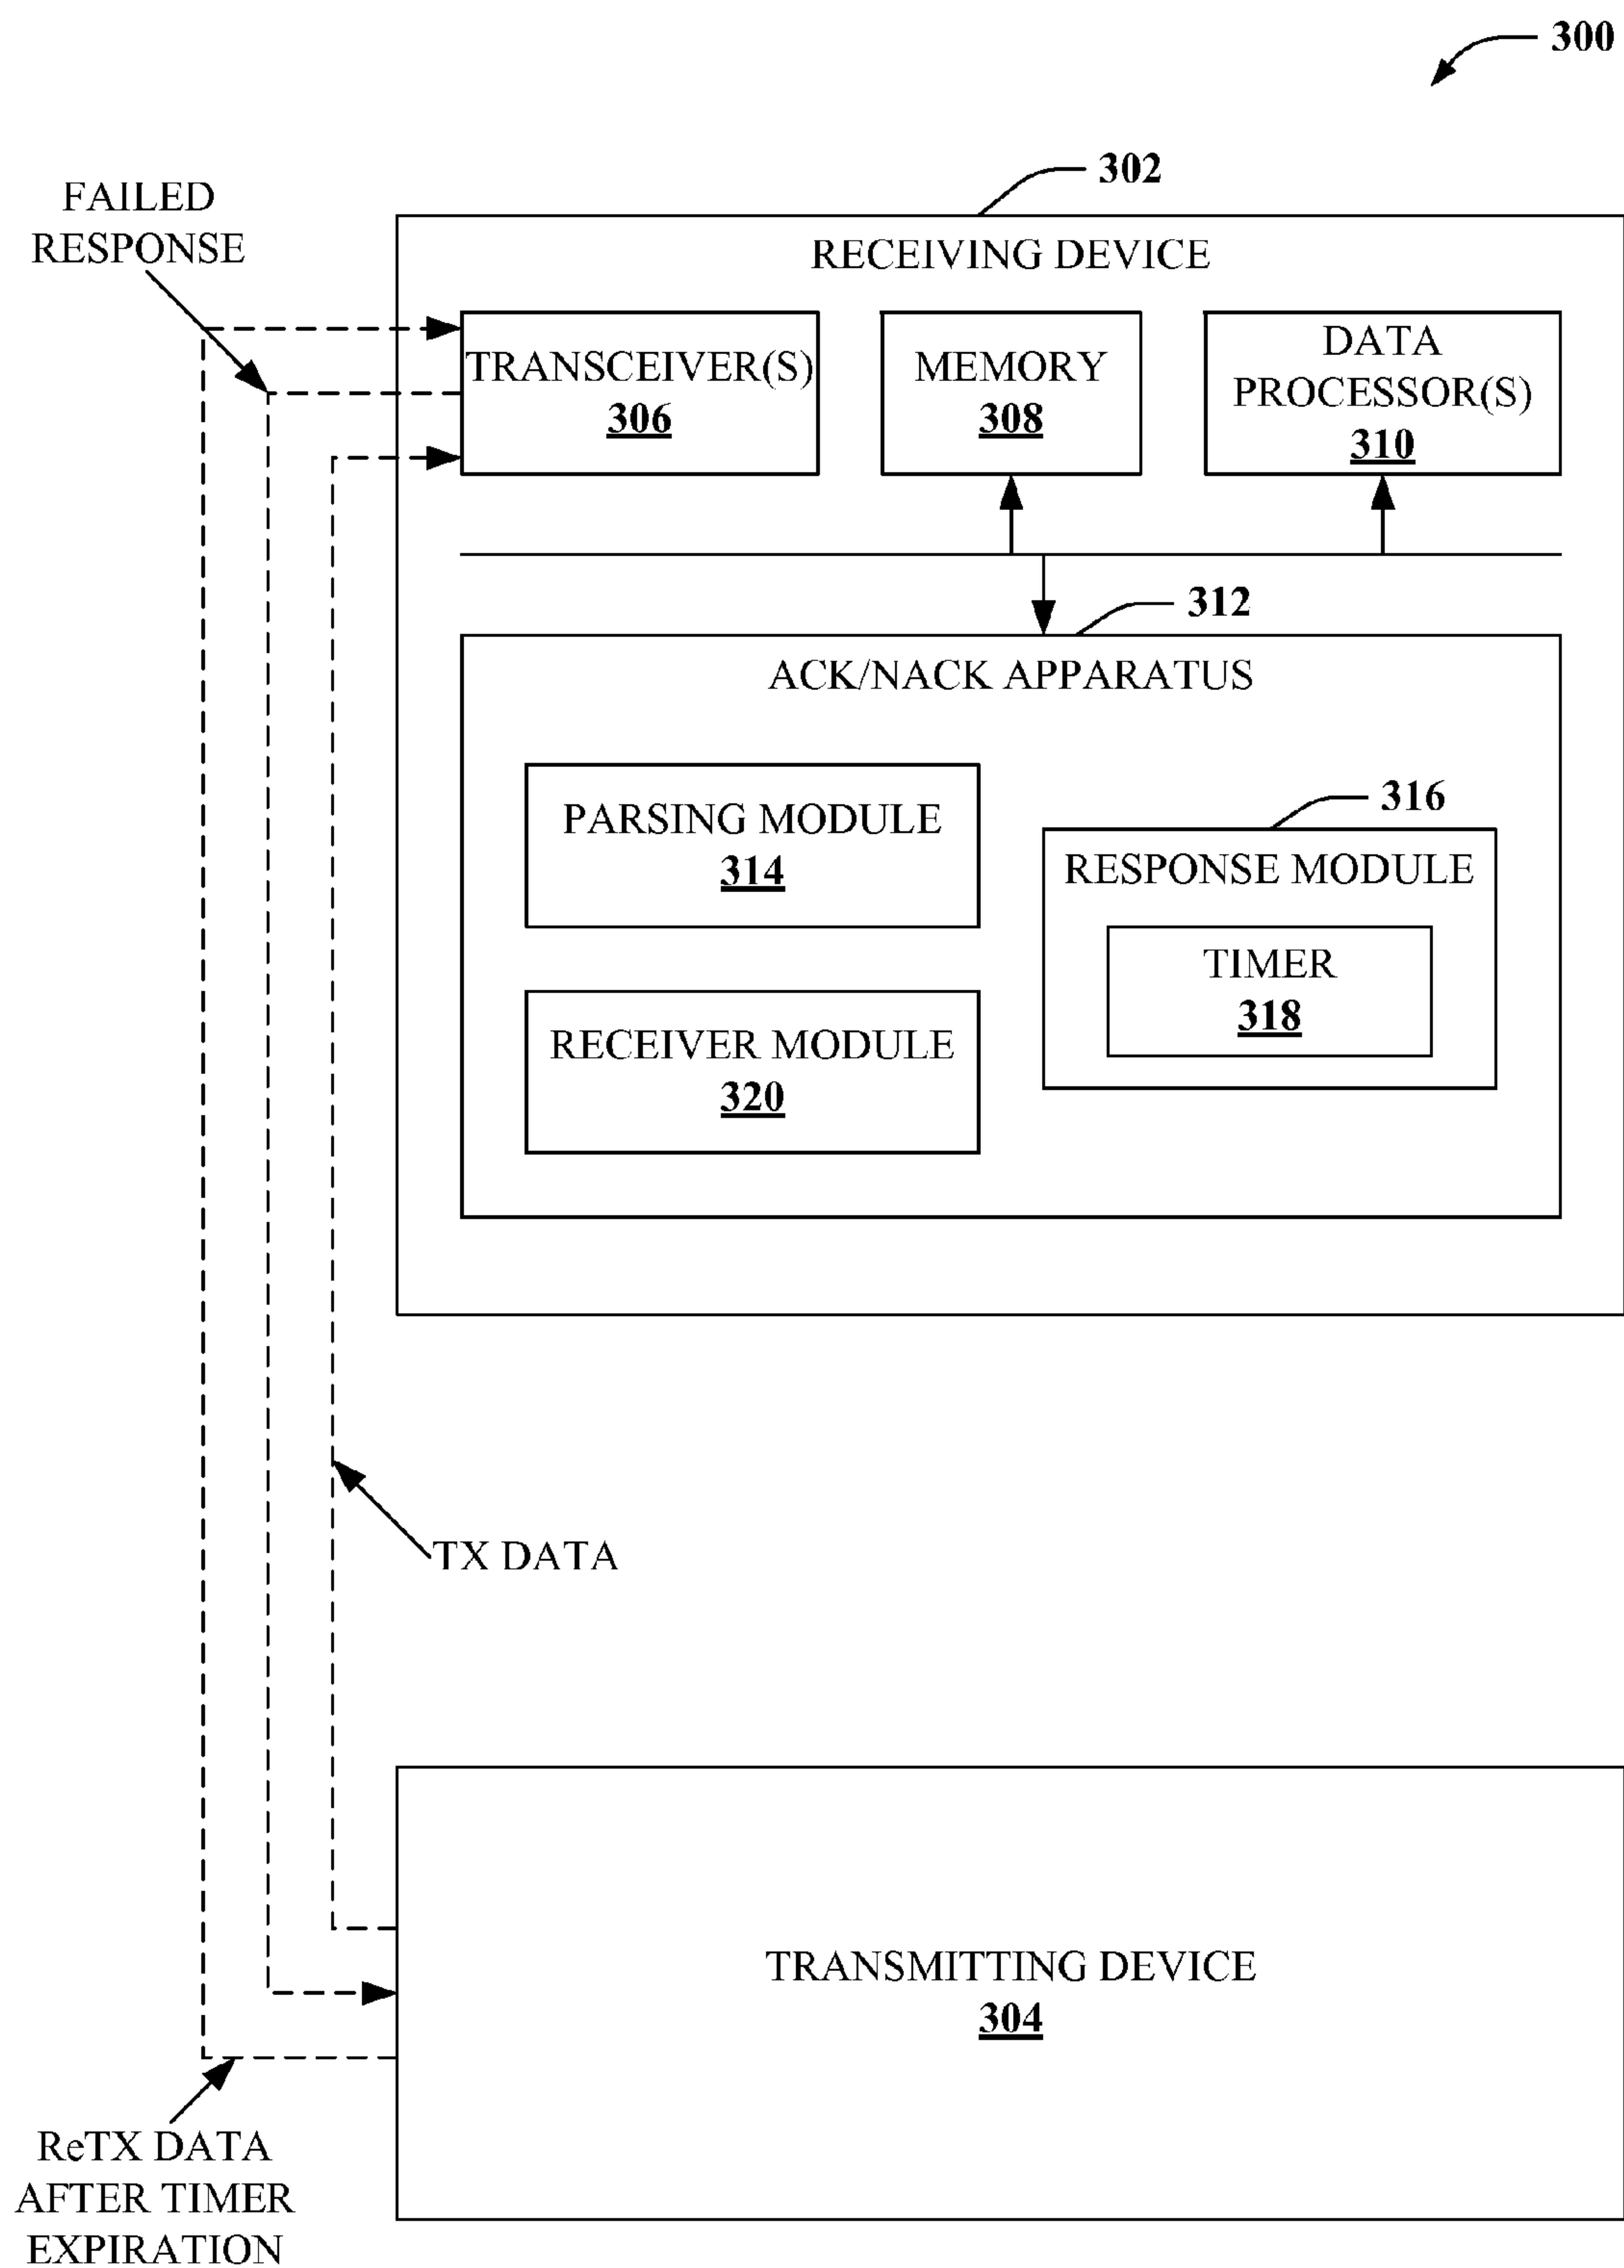 300
302
FAILED
RESPONSE
RECEIVING DEVICE
TRANSCEIVER(S)
306
MEMORY
308
DATA
PROCESSOR(S)
310
312
ACK/NACK APPARATUS
PARSING MODULE
314
316
RESPONSE MODULE
TIMER
318
RECEIVER MODULE
320
TX DATA
TRANSMITTING DEVICE
304
ReTX DATA
AFTER TIMER
EXPIRATION